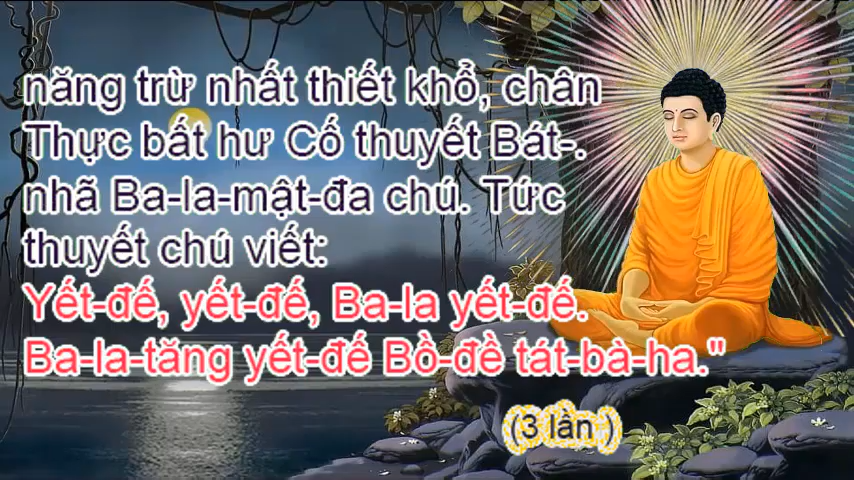 năng trừ nhất thiết khổ, chân
Thực bất hư Cố thuyết Bát-.
nhã Ba-la-mật-đa chú. Tức
thuyết chú viết:
Yết-đế, yết-đế, Ba-la yết-đế.
Ba-la-tăng yết-đế Bồ-đề tát-bà-ha."
(3 lần )